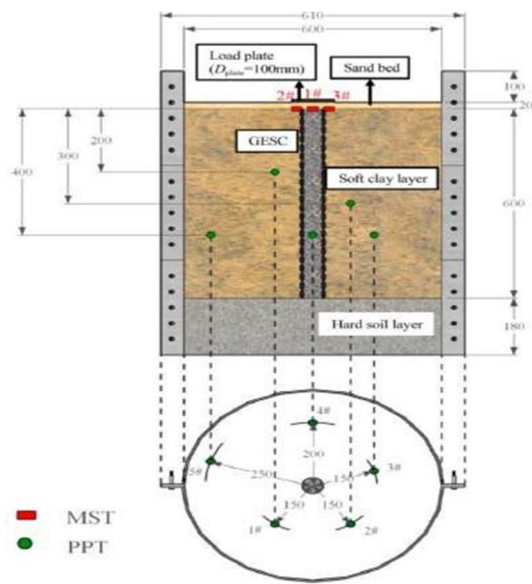 610
600
Load plate
(Dplate=100mm)
Sand bed
100
20
2# 1# 3#
200
300
400
GESC
Soft clay layer
600
Hard soil layer
180
4#
200
5#
250
150
3#
150
150
1#
2#
MST
PPT